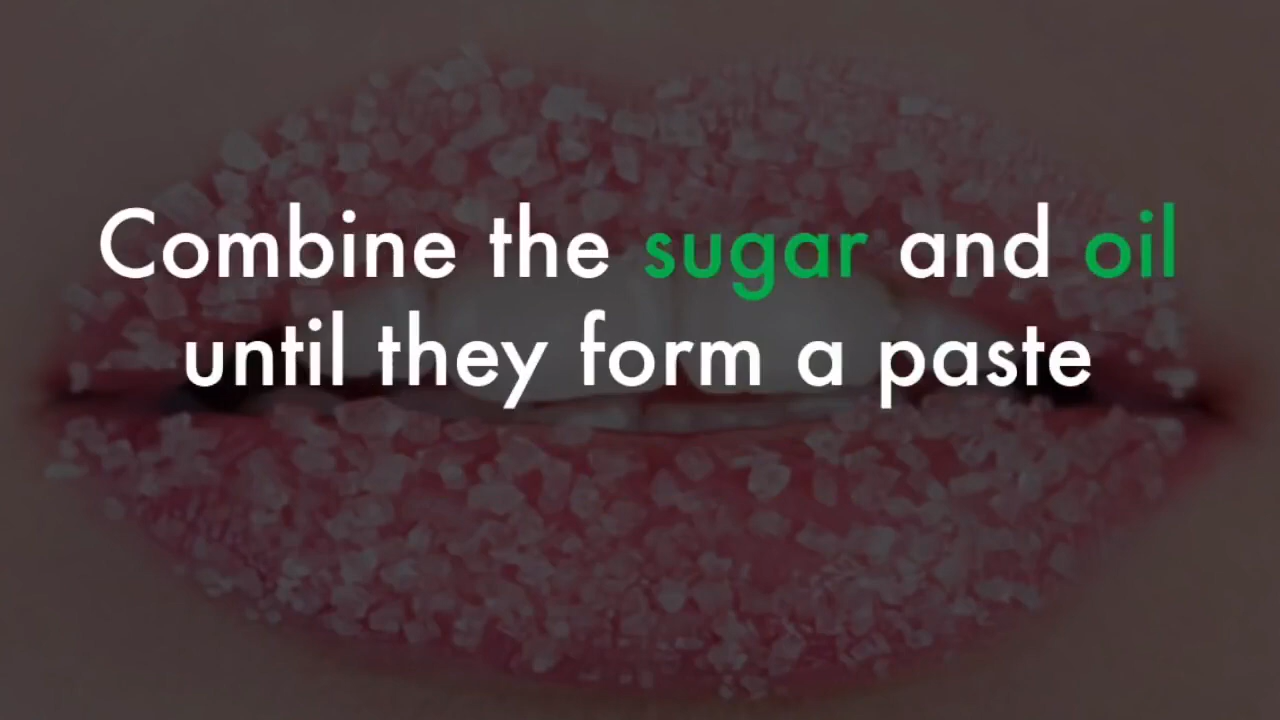 Combine the sugar and oil
until they form a paste